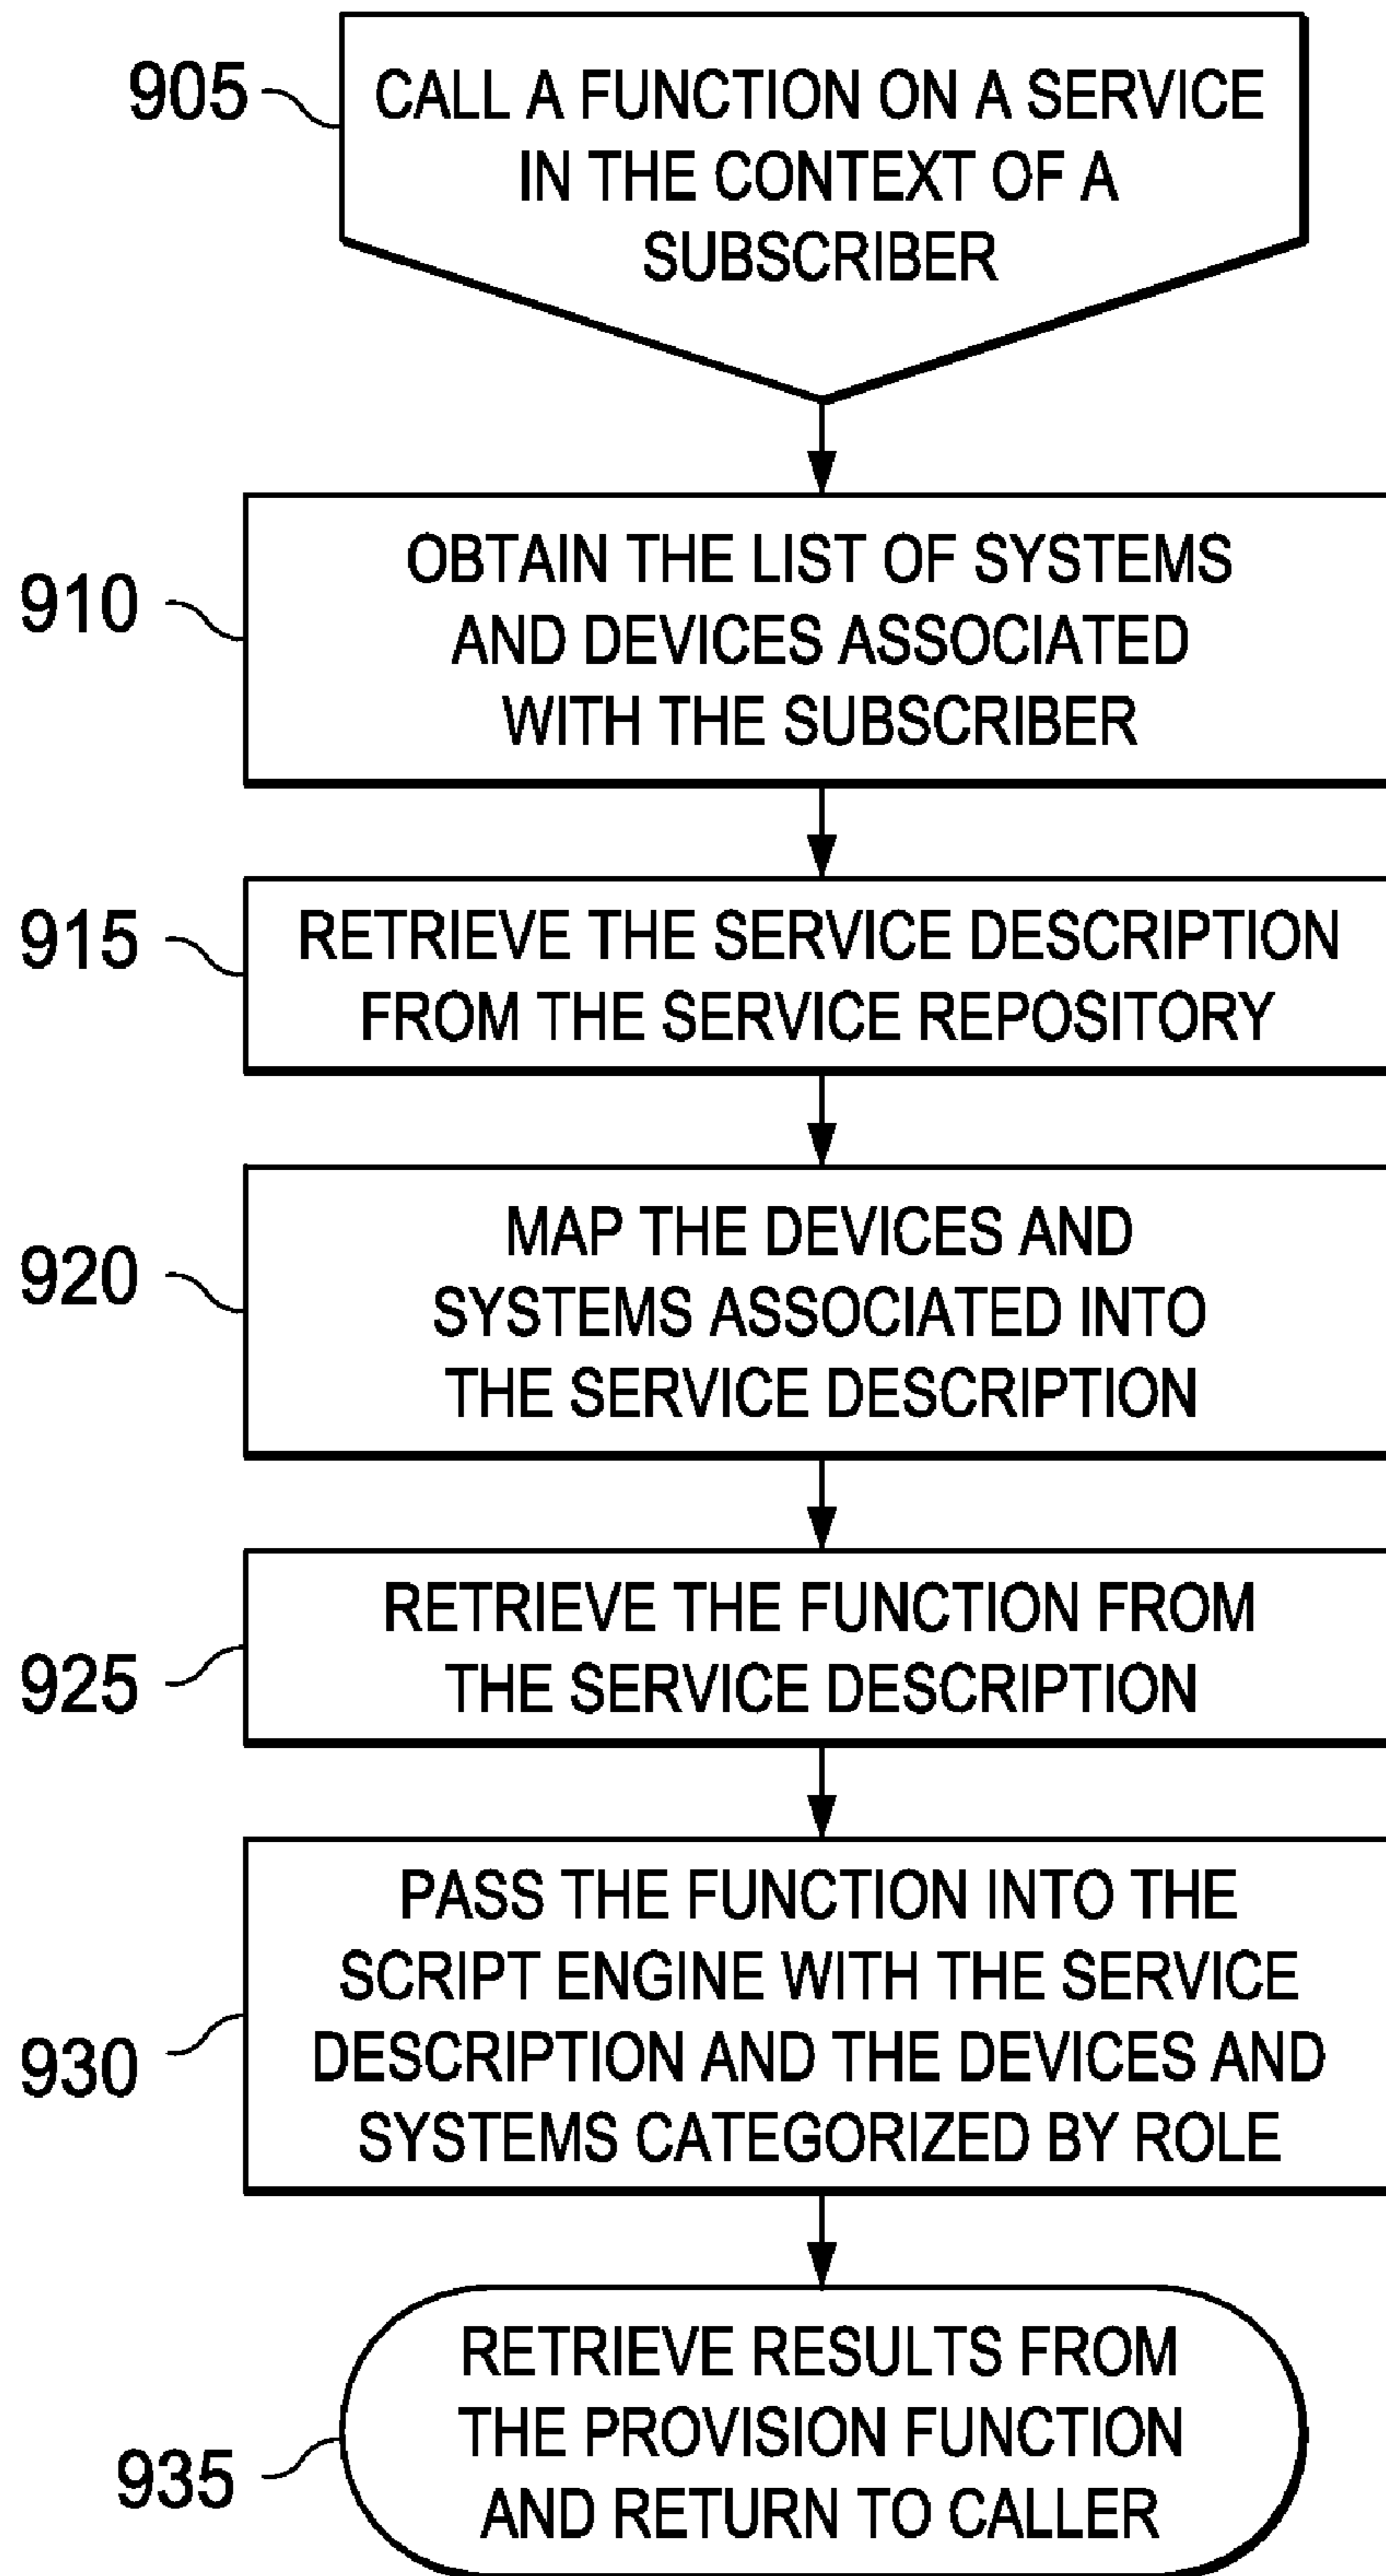 905
CALL A FUNCTION ON A SERVICE
IN THE CONTEXT OF A
SUBSCRIBER
910
OBTAIN THE LIST OF SYSTEMS
AND DEVICES ASSOCIATED
WITH THE SUBSCRIBER
915
RETRIEVE THE SERVICE DESCRIPTION
FROM THE SERVICE REPOSITORY
920
MAP THE DEVICES AND
SYSTEMS ASSOCIATED INTO
THE SERVICE DESCRIPTION
925
RETRIEVE THE FUNCTION FROM
THE SERVICE DESCRIPTION
930
PASS THE FUNCTION INTO THE
SCRIPT ENGINE WITH THE SERVICE
DESCRIPTION AND THE DEVICES AND
SYSTEMS CATEGORIZED BY ROLE
935
RETRIEVE RESULTS FROM
THE PROVISION FUNCTION
AND RETURN TO CALLER